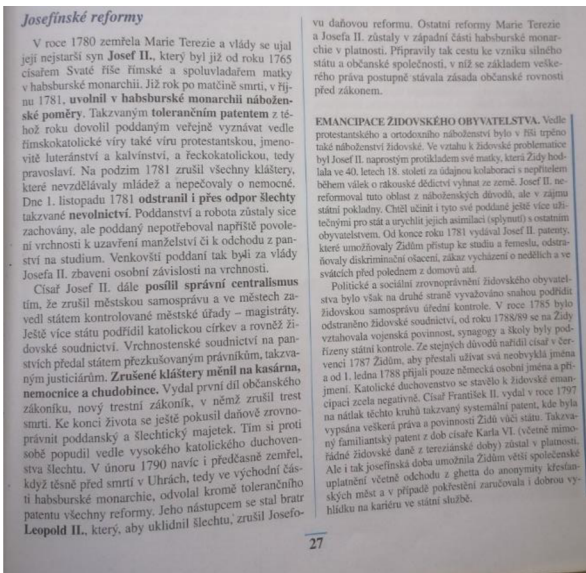 Josefínské reformy
V roce 1780 zemřela Marie Terezie a vlády se ujal
její nejstarší syn Josef II., který byl již od roku 1765
císařem Svaté říše římské a spoluvladařem matky
v habsburské monarchii. Již rok po matčině smrti, v říj-
nu 1781, uvolnil v habsburské monarchii nábožen-
ské poměry. Takzvaným tolerančním patentem z té-
hož roku dovolil poddaným veřejně vyznávat vedle
římskokatolické víry také víru protestantskou, jmeno-
vitě luteránství a kalvínství, a řeckokatolickou, tedy
pravoslaví. Na podzim 1781 zrušil všechny kláštery,
které nevzdělávaly mládež a nepečovaly o nemocné.
Dne 1. listopadu 1781 odstranil i přes odpor šlechty
takzvané nevolnictví. Poddanství a robota zůstaly sice
zachovány, ale poddaný nepotřeboval napříště povole-
ní vrchnosti k uzavření manželství či k odchodu z pan-
ství na studium. Venkovští poddaní tak byli za vlády
Josefa II. zbaveni osobní závislosti na vrchnosti.
Císař Josef II. dále posílil správní centralismus
tím, že zrušil městskou samosprávu a ve městech za-
vedl státem kontrolované městské úřady – magistráty.
Ještě více státu podřídil katolickou církev a rovněž ži-
dovské soudnictví. Vrchnostenské soudnictví na pan-
stvích předal státem přezkušovaným právníkům, takzva-
ným justiciárům. Zrušené kláštery měnil na kasárna,
nemocnice a chudobince. Vydal první díl občanského
zákoníku, nový trestní zákoník, v němž zrušil trest
smrti. Ke konci života se ještě pokusil daňově zrovno-
právnit poddanský a šlechtický majetek. Tím si proti
sobě popudil vedle vysokého katolického duchoven-
stva šlechtu. V únoru 1790 navíc i předčasně zemřel,
když těsně před smrtí v Uhrách, tedy ve východní čás-
ti habsburské monarchie, odvolal kromě tolerančního
patentu všechny reformy. Jeho nástupcem se stal bratr
Leopold II., který, aby uklidnil šlechtu, zrušil Josefo-
vu daňovou reformu. Ostatní reformy Marie Terezie
a Josefa II. zůstaly v západní části habsburské monar-
chie v platnosti. Připravily tak cestu ke vzniku silného
státu a občanské společnosti, v níž se základem veške-
rého práva postupně stávala zásada občanské rovnosti
před zákonem.
EMANCIPACE ŽIDOVSKÉHO OBYVATELSTVA. Vedle
protestantského a ortodoxního náboženství bylo v říši trpěno
také náboženství židovské. Ve vztahu k židovské problematice
byl Josef II. naprostým protikladem své matky, která Židy hod-
lala ve 40. letech 18. století za údajnou kolaboraci s nepřítelem
během válek o rakouské dědictví vyhnat ze země. Josef II. ne-
reformoval tuto oblast z náboženských důvodů, ale v zájmu
státní pokladny. Chtěl učinit i tyto své poddané ještě více uži-
tečnými pro stát a urychlit jejich asimilaci (splynutí) s ostatním
obyvatelstvem. Od konce roku 1781 vydával Josef II. patenty,
které umožňovaly Židům přístup ke studiu a řemeslu, odstra-
ňovaly diskriminační ošacení, zákaz vycházení o nedělích a ve
svátcích před polednem z domovů atd.
Politické a sociální zrovnoprávnění židovského obyvatel-
stva bylo však na druhé straně vyvažováno snahou podřídit
židovskou samosprávu úřední kontrole. V roce 1785 bylo
odstraněno židovské soudnictví, od roku 1788/89 se na Židy
vztahovala vojenská povinnost, synagogy a školy byly pod-
řízeny státní kontrole. Ze stejných důvodů nařídil císař v čer-
venci 1787 Židům, aby přestali užívat svá neobvyklá jména
a od 1. ledna 1788 přijali pouze německá osobní jména a pří-
jmení. Katolické duchovenstvo se stavělo k židovské eman-
cipaci zcela negativně. Císař František II. vydal v roce 1797
na nátlak těchto kruhů takzvaný systemální patent, kde byla
vypsána veškerá práva a povinnosti Židů vůči státu. Takzva-
ný familiantský patent z dob císaře Karla VI. (včetně mimo-
řádné židovské daně z tereziánské doby) zůstal v platnosti.
Ale i tak josefínská doba umožnila Židům větší společenské
uplatnění včetně odchodu z ghetta do anonymity křesťan-
ských měst a v případě pokřestění zaručovala i dobrou vy-
hlídku na kariéru ve státní službě.
27